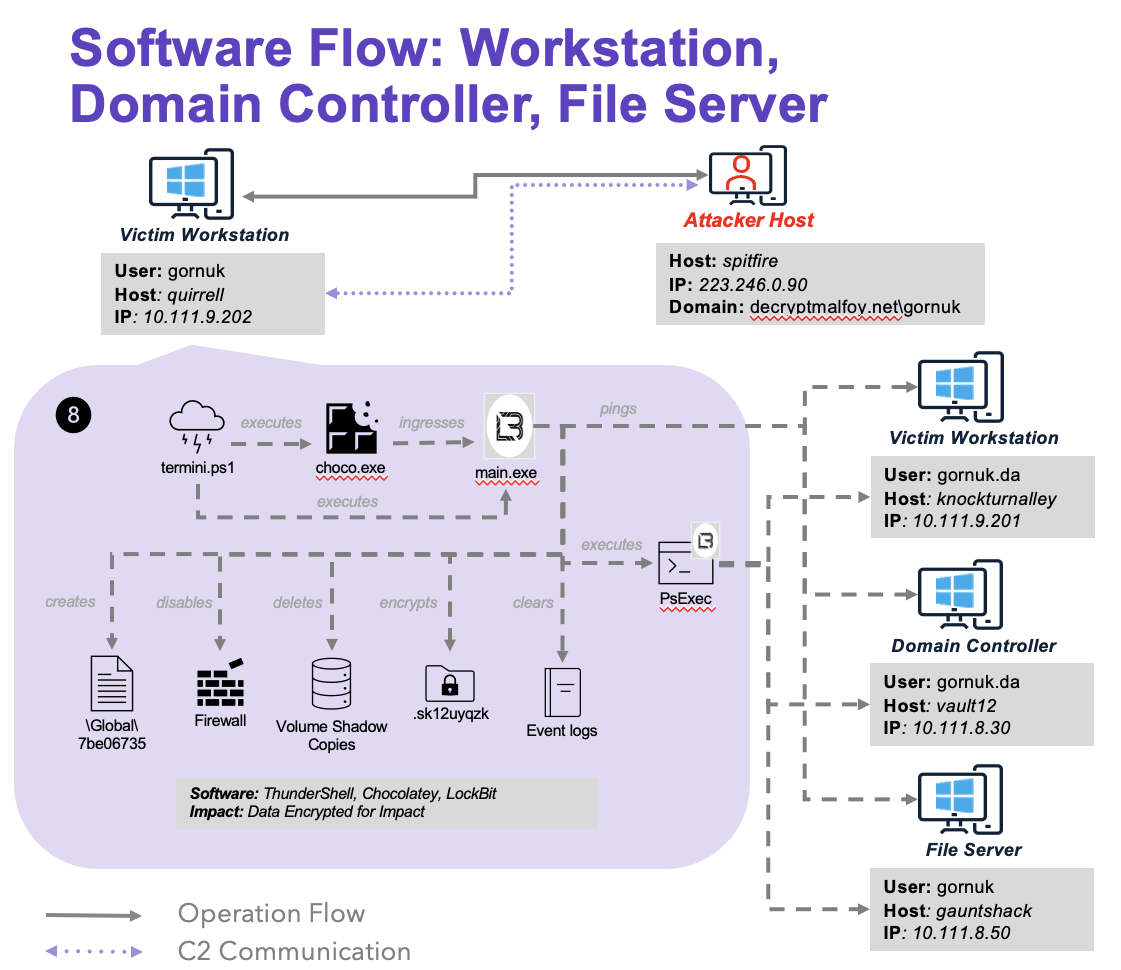 Software Flow: Workstation,
Domain Controller, File Server
Victim Workstation
User: gornuk
Host: quirrell
IP: 10.111.9.202
Attacker Host
Host: spitfire
IP: 223.246.0.90
Domain: decryptmalfoy.net\gornuk
8
termini.ps1
executes
choco.exe
ingresses
main.exe
executes
pings
executes
PsExec
creates
disables
deletes
encrypts
clears
\Global\
7be06735
Firewall
Volume Shadow
Copies
.sk12uyqzk
Event logs
Software: ThunderShell, Chocolatey, LockBit
Impact: Data Encrypted for Impact
Victim Workstation
User: gornuk.da
Host: knockturnalley
IP: 10.111.9.201
Domain Controller
User: gornuk.da
Host: vault12
IP: 10.111.8.30
File Server
User: gornuk
Host: gauntshack
IP: 10.111.8.50
Operation Flow
C2 Communication